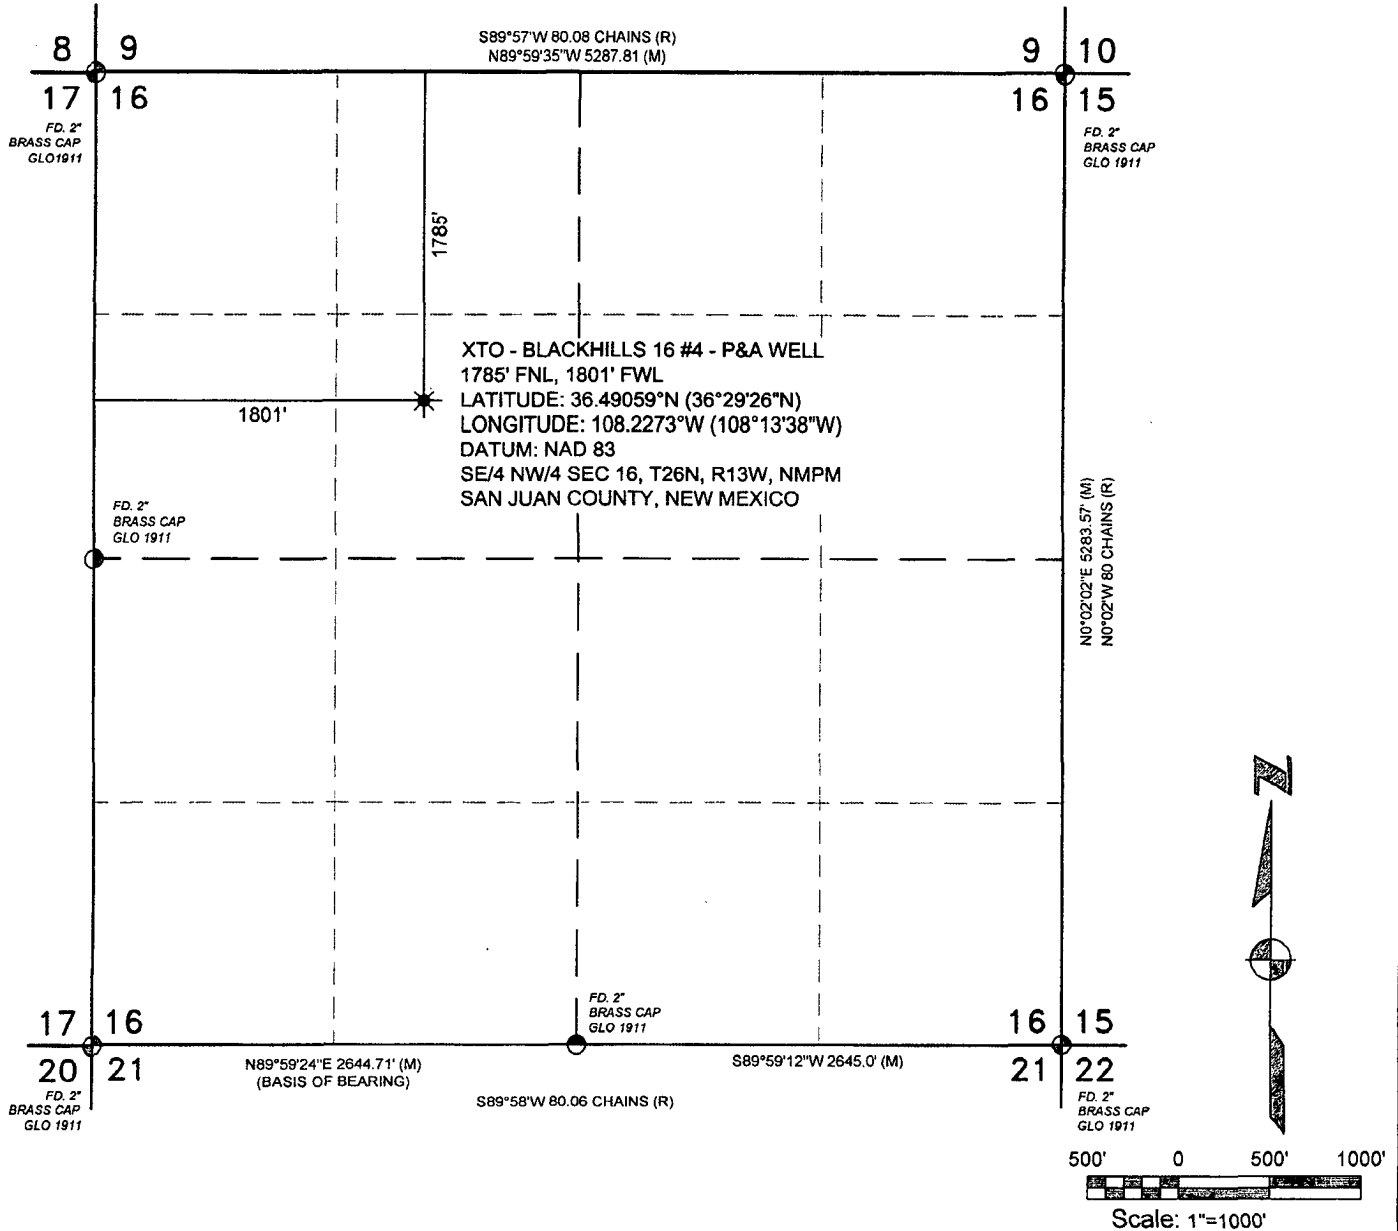 S89°57'W 80.08 CHAINS (R)
N89°59'35"W 5287.81 (M)
8 9
17 16
FD. 2"
BRASS CAP
GLO1911
9 10
16 15
FD. 2"
BRASS CAP
GLO 1911
1785'
1801'
XTO - BLACKHILLS 16 #4 - P&A WELL
1785' FNL, 1801' FWL
LATITUDE: 36.49059°N (36°29'26"N)
LONGITUDE: 108.2273°W (108°13'38"W)
DATUM: NAD 83
SE/4 NW/4 SEC 16, T26N, R13W, NMPM
SAN JUAN COUNTY, NEW MEXICO
FD. 2"
BRASS CAP
GLO 1911
N0°02'02"E 5283.57' (M)
N0°02'W 80 CHAINS (R)
N
FD. 2"
BRASS CAP
GLO 1911
17 16
20 21
FD. 2"
BRASS CAP
GLO 1911
N89°59'24"E 2644.71' (M)
(BASIS OF BEARING)
S89°59'12"W 2645.0' (M)
S89°58'W 80.06 CHAINS (R)
16 15
21 22
FD. 2"
BRASS CAP
GLO 1911
500' 0 500' 1000'
Scale: 1"=1000'